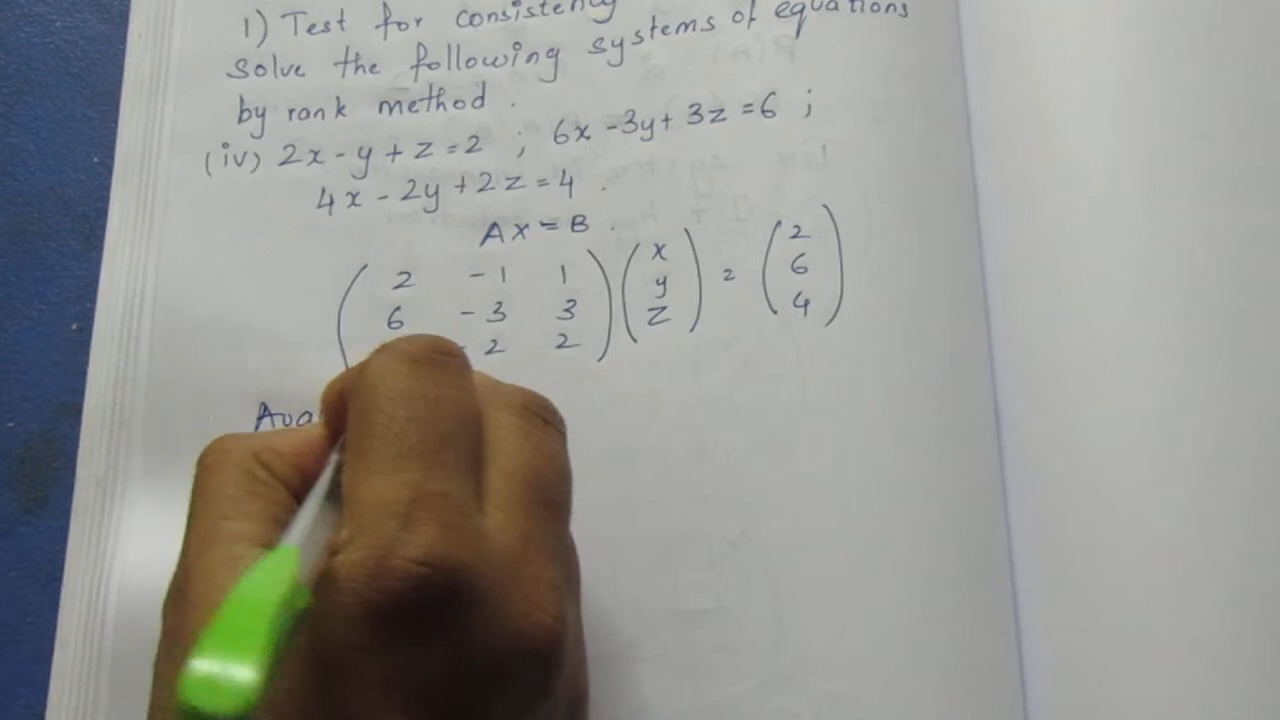 1) Test for consistency
solve the following systems of equations
by rank method.
(iv) 2x - y + z = 2 ; 6x - 3y + 3z = 6 ;
4x - 2y + 2z = 4 .
AX = B .
( 2 -1 1 ) ( x ) = ( 2 )
6 -3 3 y 6
- 2 2 z 4
Aua